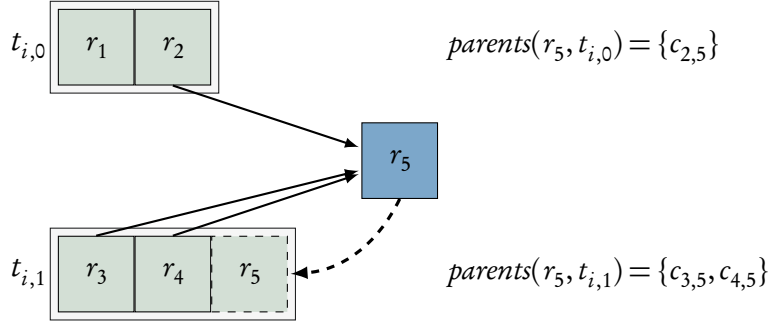 t_{i,0} r_1 r_2 parents(r_5, t_{i,0}) = {c_{2,5}}
r_5
t_{i,1} r_3 r_4 r_5 parents(r_5, t_{i,1}) = {c_{3,5}, c_{4,5}}